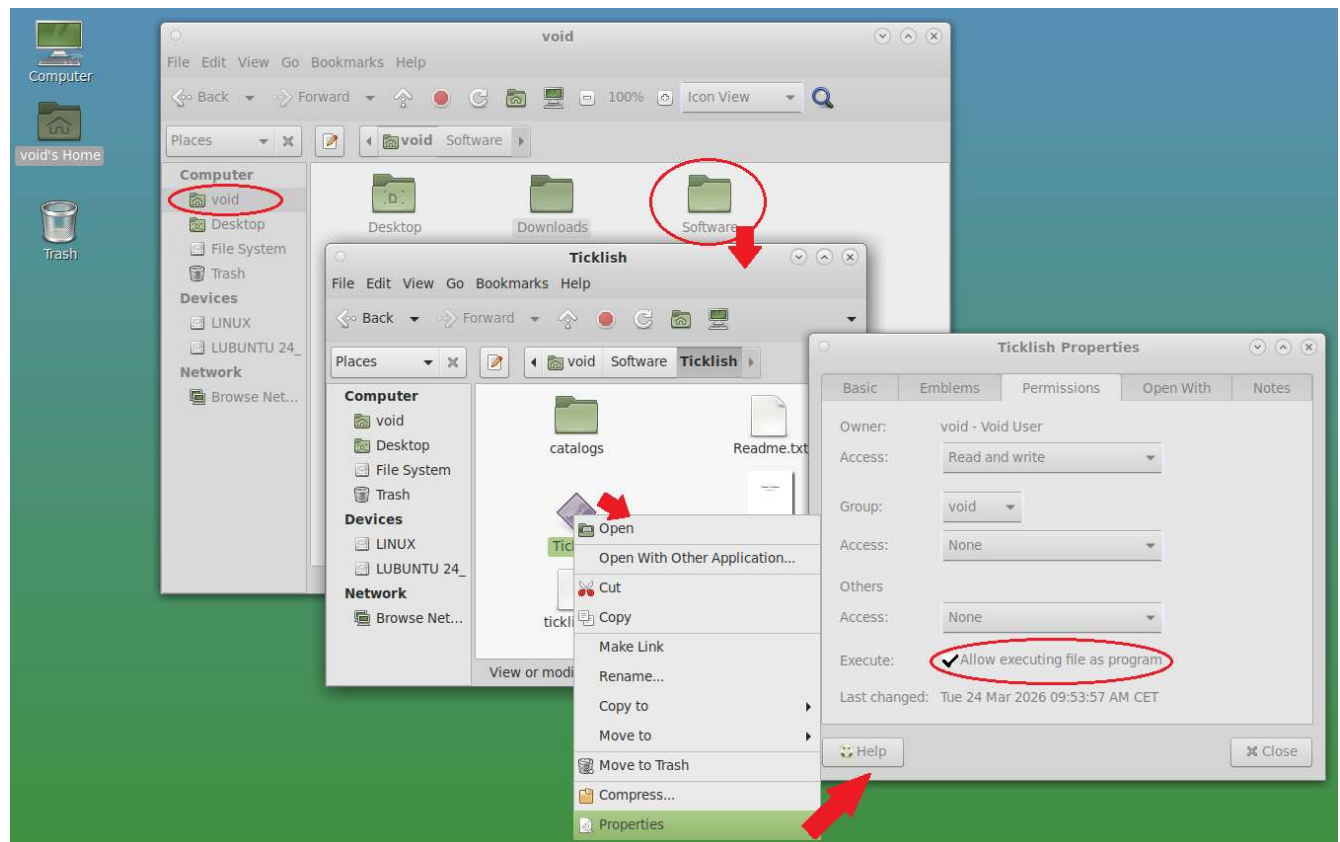 Computer
void's Home
Trash
void
File Edit View Go Bookmarks Help
Back Forward 100% Icon View
Places void Software
Computer
void
Desktop
File System
Trash
Devices
LINUX
LUBUNTU 24_
Network
Browse Net...
Desktop Downloads Software
Ticklish
File Edit View Go Bookmarks Help
Back Forward
Places void Software Ticklish
Computer
void
Desktop
File System
Trash
Devices
LINUX
LUBUNTU 24_
Network
Browse Net...
catalogs Readme.txt
View or modi
Open
Open With Other Application...
Cut
Copy
Make Link
Rename...
Copy to
Move to
Move to Trash
Compress...
Properties
Ticklish Properties
Basic Emblems Permissions Open With Notes
Owner: void - Void User
Access: Read and write
Group: void
Access: None
Others
Access: None
Execute: Allow executing file as program
Last changed: Tue 24 Mar 2026 09:53:57 AM CET
Help Close